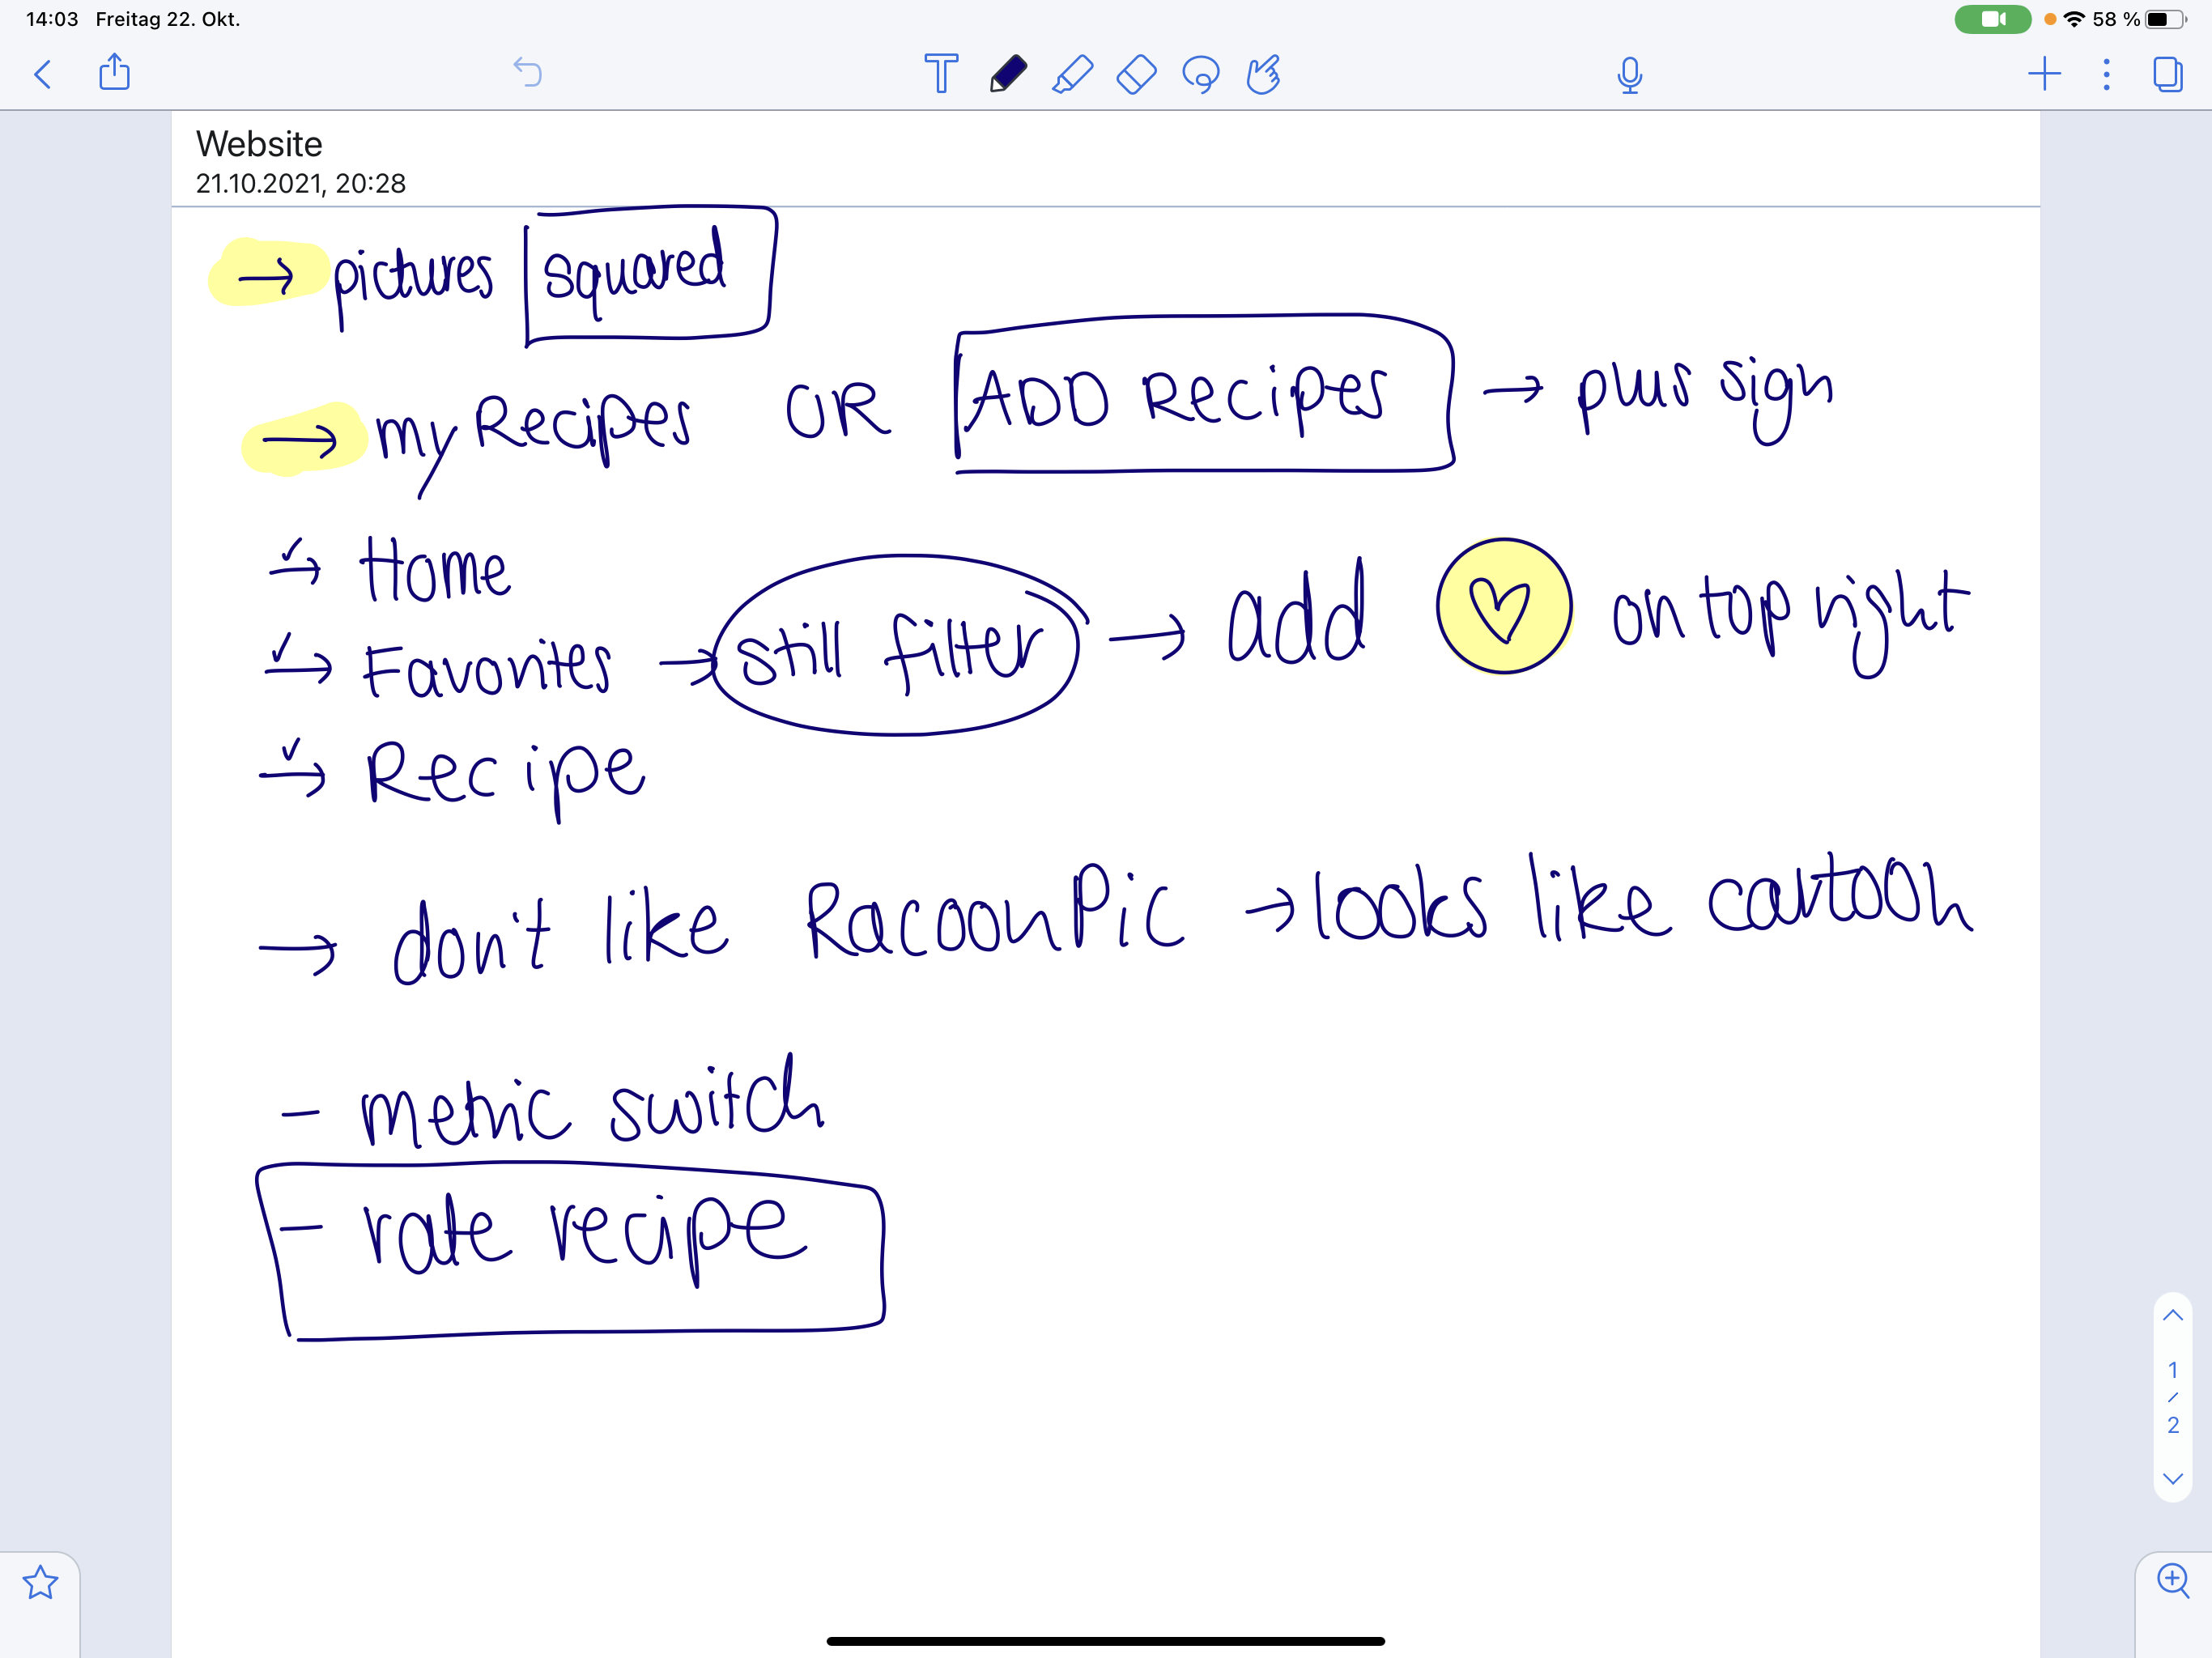 14:03 Freitag 22. Okt. 58 %
Website
21.10.2021, 20:28
→ pictures squared
→ my Recipes OR ADD Recipes → plus sign
✓→ Home
✓→ Favorites → still filter → add ♡ on top right
✓→ Recipe
→ don't like Racoon Pic → looks like cartoon
- metric switch
- rate recipe
1
/
2